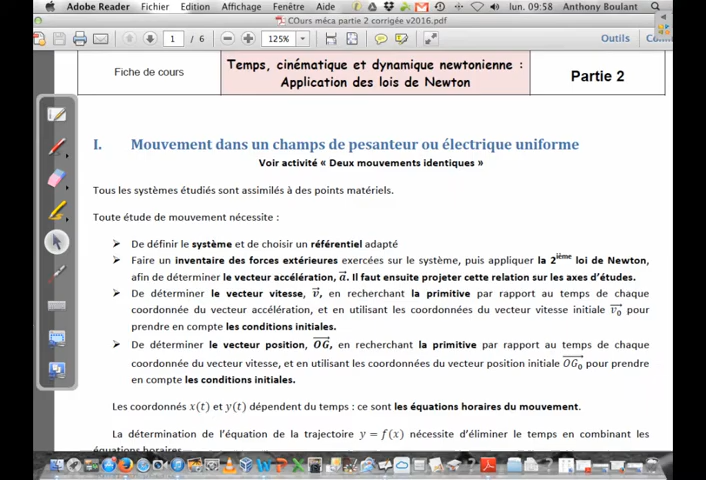 Adobe Reader Fichier Edition Affichage Fenêtre Aide lun. 09:58 Anthony Boulant
COurs méca partie 2 corrigée v2016.pdf
1 / 6 125% Outils
Fiche de cours
Temps, cinématique et dynamique newtonienne :
Application des lois de Newton
Partie 2
I. Mouvement dans un champs de pesanteur ou électrique uniforme
Voir activité « Deux mouvements identiques »
Tous les systèmes étudiés sont assimilés à des points matériels.
Toute étude de mouvement nécessite :
➢ De définir le système et de choisir un référentiel adapté
➢ Faire un inventaire des forces extérieures exercées sur le système, puis appliquer la 2ième loi de Newton,
afin de déterminer le vecteur accélération, a⃗. Il faut ensuite projeter cette relation sur les axes d'études.
➢ De déterminer le vecteur vitesse, v⃗, en recherchant la primitive par rapport au temps de chaque
coordonnée du vecteur accélération, et en utilisant les coordonnées du vecteur vitesse initiale v₀⃗ pour
prendre en compte les conditions initiales.
➢ De déterminer le vecteur position, OG⃗, en recherchant la primitive par rapport au temps de chaque
coordonnée du vecteur vitesse, et en utilisant les coordonnées du vecteur position initiale OG₀⃗ pour prendre
en compte les conditions initiales.
Les coordonnés x(t) et y(t) dépendent du temps : ce sont les équations horaires du mouvement.
La détermination de l'équation de la trajectoire y = f(x) nécessite d'éliminer le temps en combinant les
équations horaires